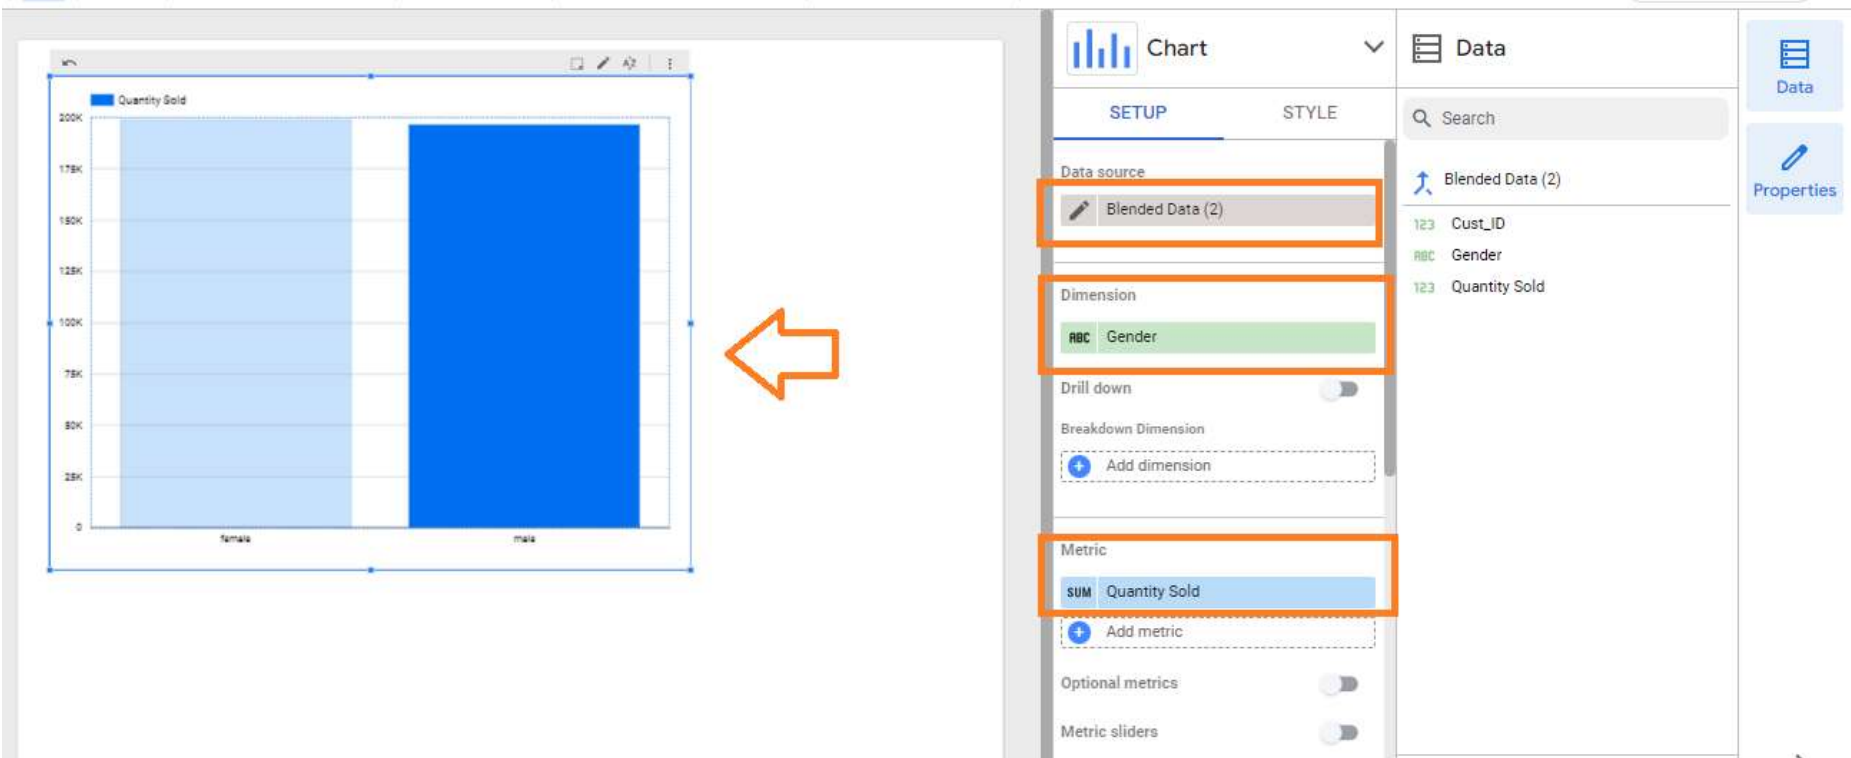 Quantity Sold
200K
175K
150K
125K
100K
75K
50K
25K
0
female
male
Chart
SETUP
STYLE
Data source
Blended Data (2)
Dimension
ABC Gender
Drill down
Breakdown Dimension
Add dimension
Metric
SUM Quantity Sold
Add metric
Optional metrics
Metric sliders
Data
Search
Blended Data (2)
123 Cust_ID
ABC Gender
123 Quantity Sold
Data
Properties